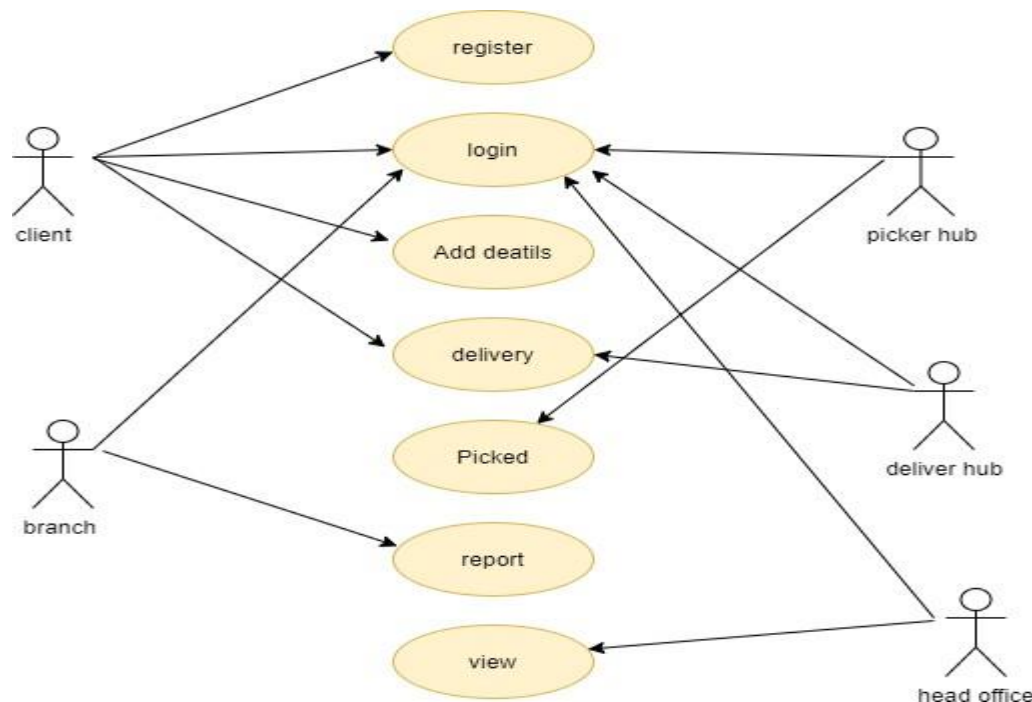 register
login
client
picker hub
Add deatils
delivery
Picked
deliver hub
branch
report
view
head office